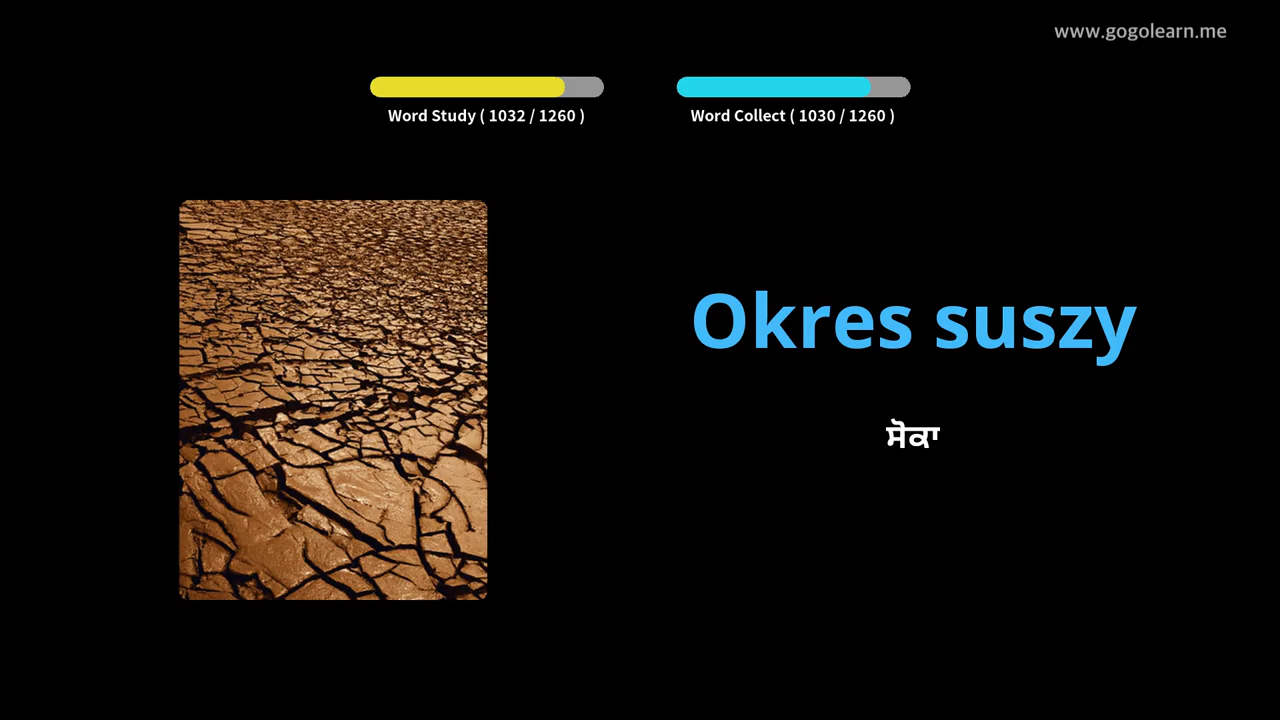 www.gogolearn.me
Word Study ( 1032 / 1260 )
Word Collect ( 1030 / 1260 )
Okres suszy
ਸੋਕਾ